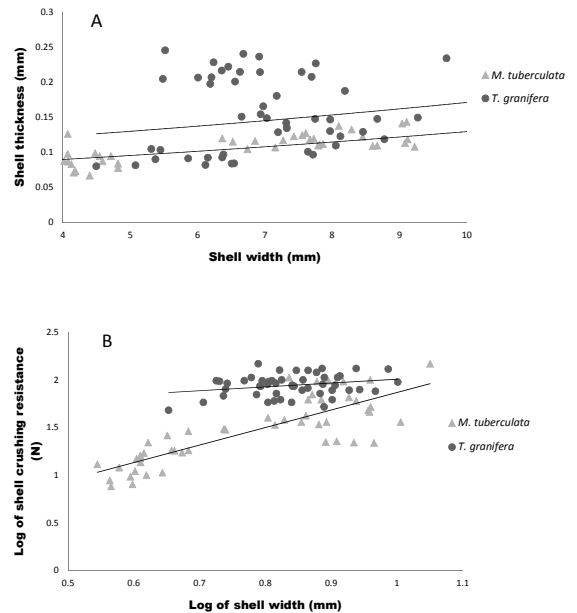 A
Shell thickness (mm)
0.3
0.25
0.2
0.15
0.1
0.05
0
4
5
6
7
8
9
10
Shell width (mm)
M. tuberculata
T. granifera
B
Log of shell crushing resistance
(N)
2.5
2
1.5
1
0.5
0
0.5
0.6
0.7
0.8
0.9
1
1.1
Log of shell width (mm)
M. tuberculata
T. granifera